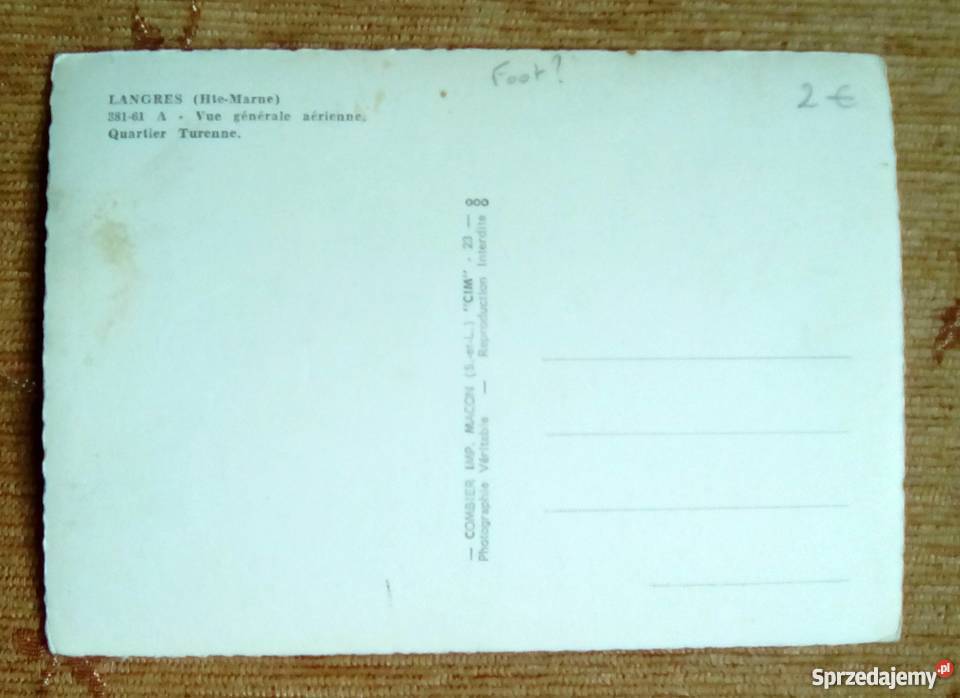 LANGRES (Hte-Marne)
381-61 A - Vue générale aérienne.
Quartier Turenne.
Foot?
2 €
— COMBIER IMP. MACON (S.-et-L.) "CIM" - 23 —
Photographie Véritable — Reproduction Interdite
Sprzedajemy.pl